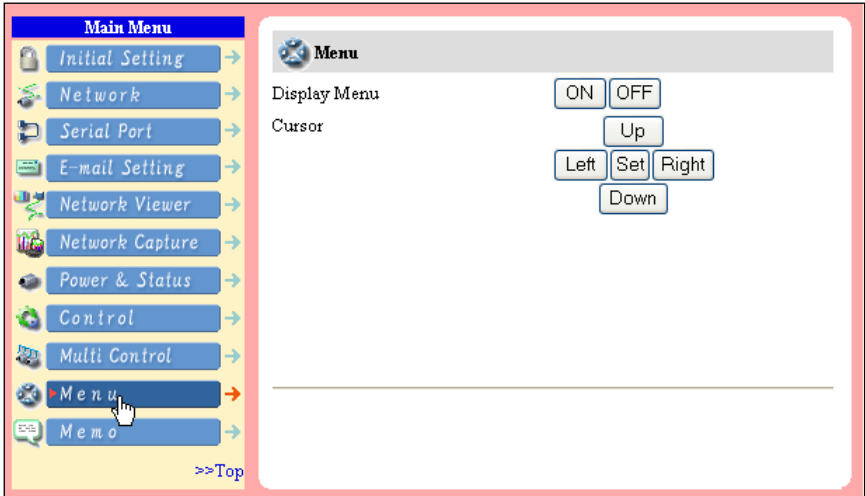 Main Menu
Initial Setting
Network
Serial Port
E-mail Setting
Network Viewer
Network Capture
Power & Status
Control
Multi Control
Menu
Memo
>>Top
Menu
Display Menu ON OFF
Cursor Up
Left Set Right
Down